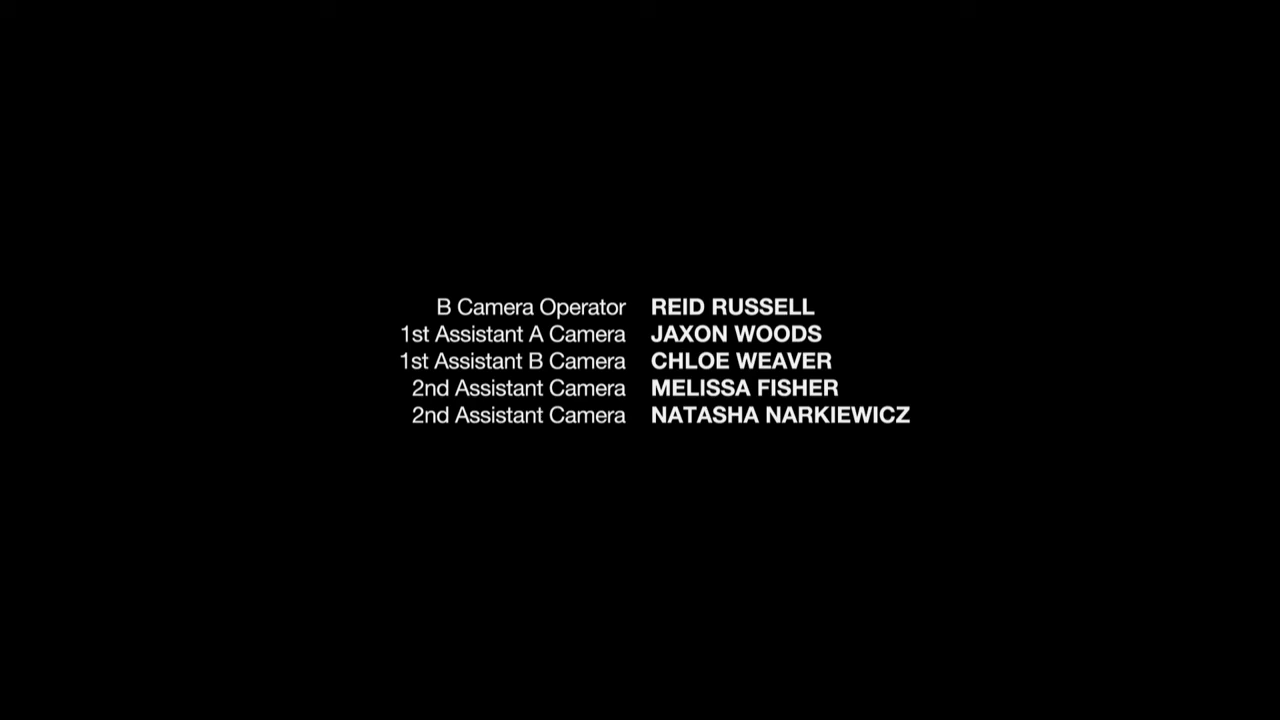 B Camera Operator REID RUSSELL
1st Assistant A Camera JAXON WOODS
1st Assistant B Camera CHLOE WEAVER
2nd Assistant Camera MELISSA FISHER
2nd Assistant Camera NATASHA NARKIEWICZ